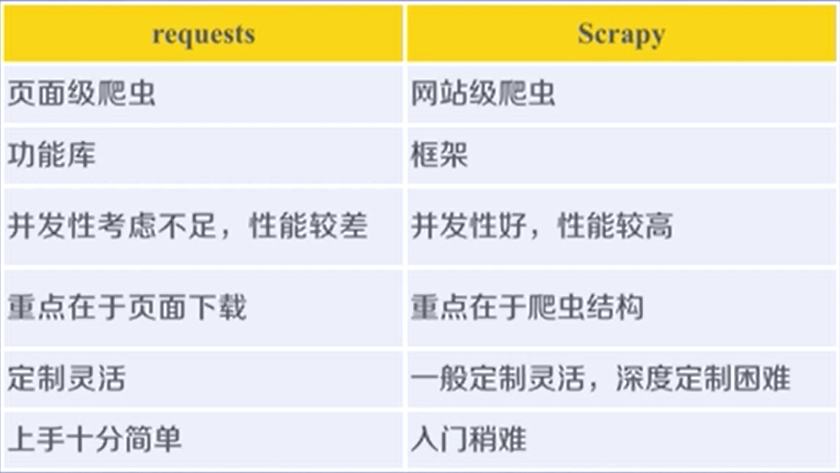 requests Scrapy
页面级爬虫 网站级爬虫
功能库 框架
并发性考虑不足，性能较差 并发性好，性能较高
重点在于页面下载 重点在于爬虫结构
定制灵活 一般定制灵活，深度定制困难
上手十分简单 入门稍难